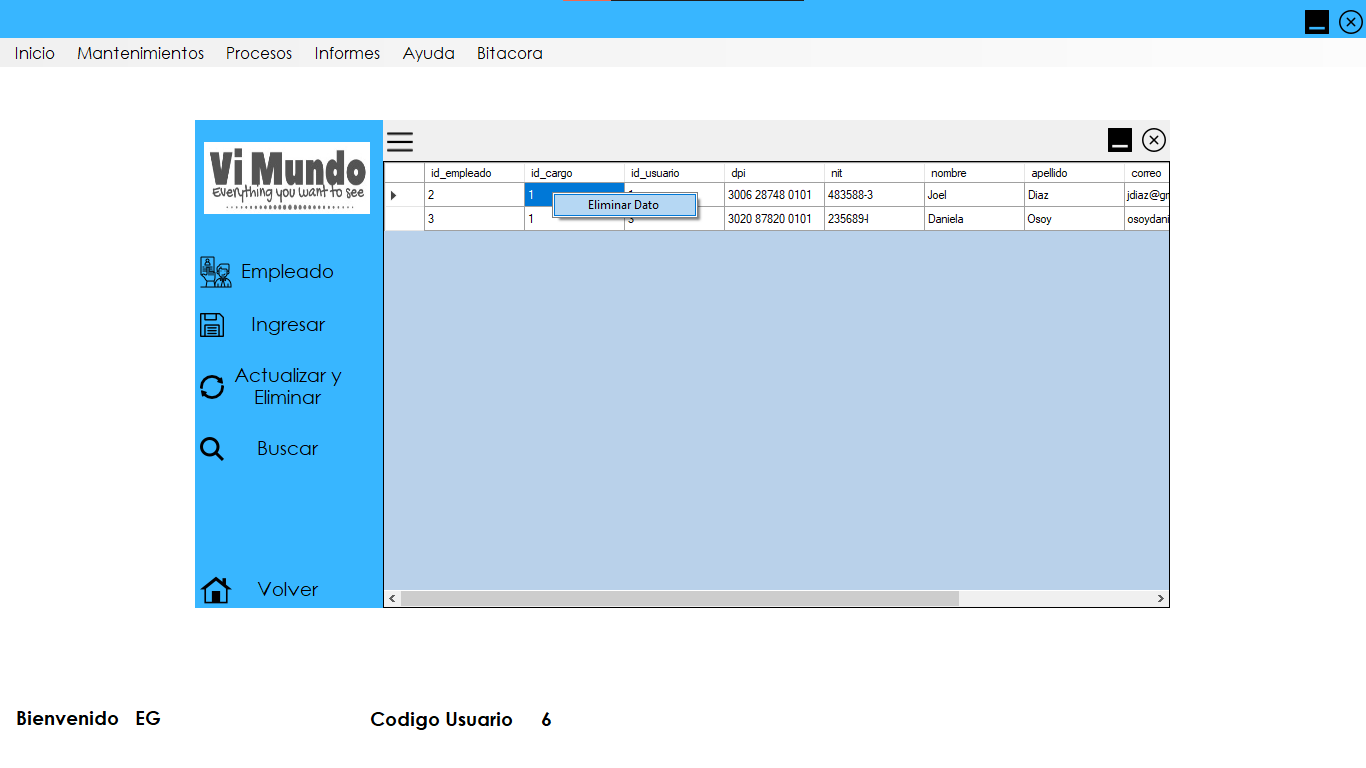 Inicio Mantenimientos Procesos Informes Ayuda Bitacora
Vi Mundo
Everything you want to see
Empleado
Ingresar
Actualizar y
Eliminar
Buscar
Volver
id_empleado id_cargo id_usuario dpi nit nombre apellido correo
2 1 3006 28748 0101 483588-3 Joel Diaz jdiaz@gr
Eliminar Dato
3 1 3 3020 87820 0101 235689-l Daniela Osoy osoydani
Bienvenido EG Codigo Usuario 6